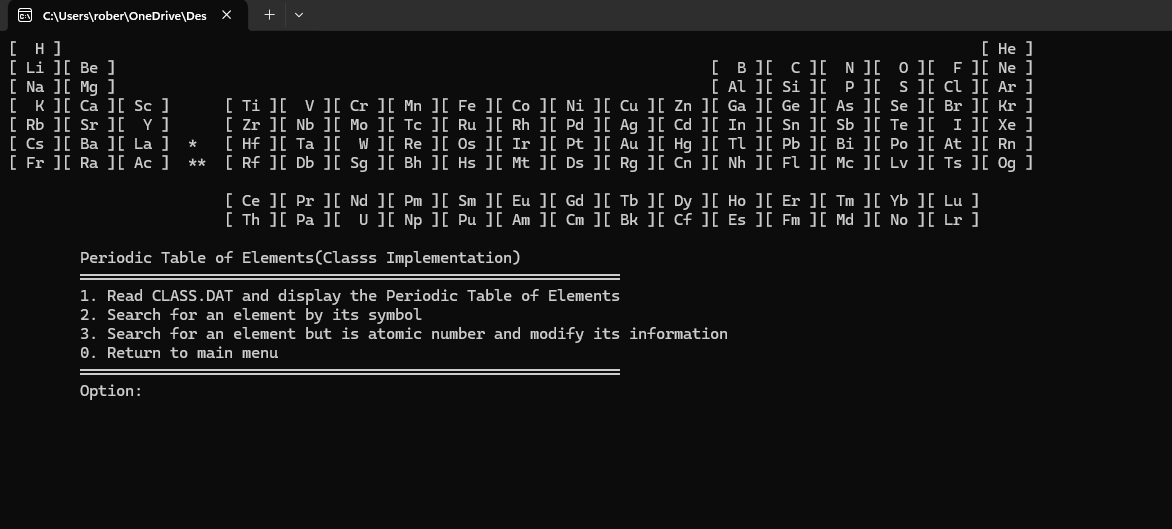 C:\Users\rober\OneDrive\Des
[  H ]                                                                                                      [ He ]
[ Li ][ Be ]                                                                  [  B ][  C ][  N ][  O ][  F ][ Ne ]
[ Na ][ Mg ]                                                                  [ Al ][ Si ][  P ][  S ][ Cl ][ Ar ]
[  K ][ Ca ][ Sc ]      [ Ti ][  V ][ Cr ][ Mn ][ Fe ][ Co ][ Ni ][ Cu ][ Zn ][ Ga ][ Ge ][ As ][ Se ][ Br ][ Kr ]
[ Rb ][ Sr ][  Y ]      [ Zr ][ Nb ][ Mo ][ Tc ][ Ru ][ Rh ][ Pd ][ Ag ][ Cd ][ In ][ Sn ][ Sb ][ Te ][  I ][ Xe ]
[ Cs ][ Ba ][ La ]  *   [ Hf ][ Ta ][  W ][ Re ][ Os ][ Ir ][ Pt ][ Au ][ Hg ][ Tl ][ Pb ][ Bi ][ Po ][ At ][ Rn ]
[ Fr ][ Ra ][ Ac ]  **  [ Rf ][ Db ][ Sg ][ Bh ][ Hs ][ Mt ][ Ds ][ Rg ][ Cn ][ Nh ][ Fl ][ Mc ][ Lv ][ Ts ][ Og ]
[ Ce ][ Pr ][ Nd ][ Pm ][ Sm ][ Eu ][ Gd ][ Tb ][ Dy ][ Ho ][ Er ][ Tm ][ Yb ][ Lu ]
[ Th ][ Pa ][  U ][ Np ][ Pu ][ Am ][ Cm ][ Bk ][ Cf ][ Es ][ Fm ][ Md ][ No ][ Lr ]
Periodic Table of Elements(Classs Implementation)
1. Read CLASS.DAT and display the Periodic Table of Elements
2. Search for an element by its symbol
3. Search for an element but is atomic number and modify its information
0. Return to main menu
Option: